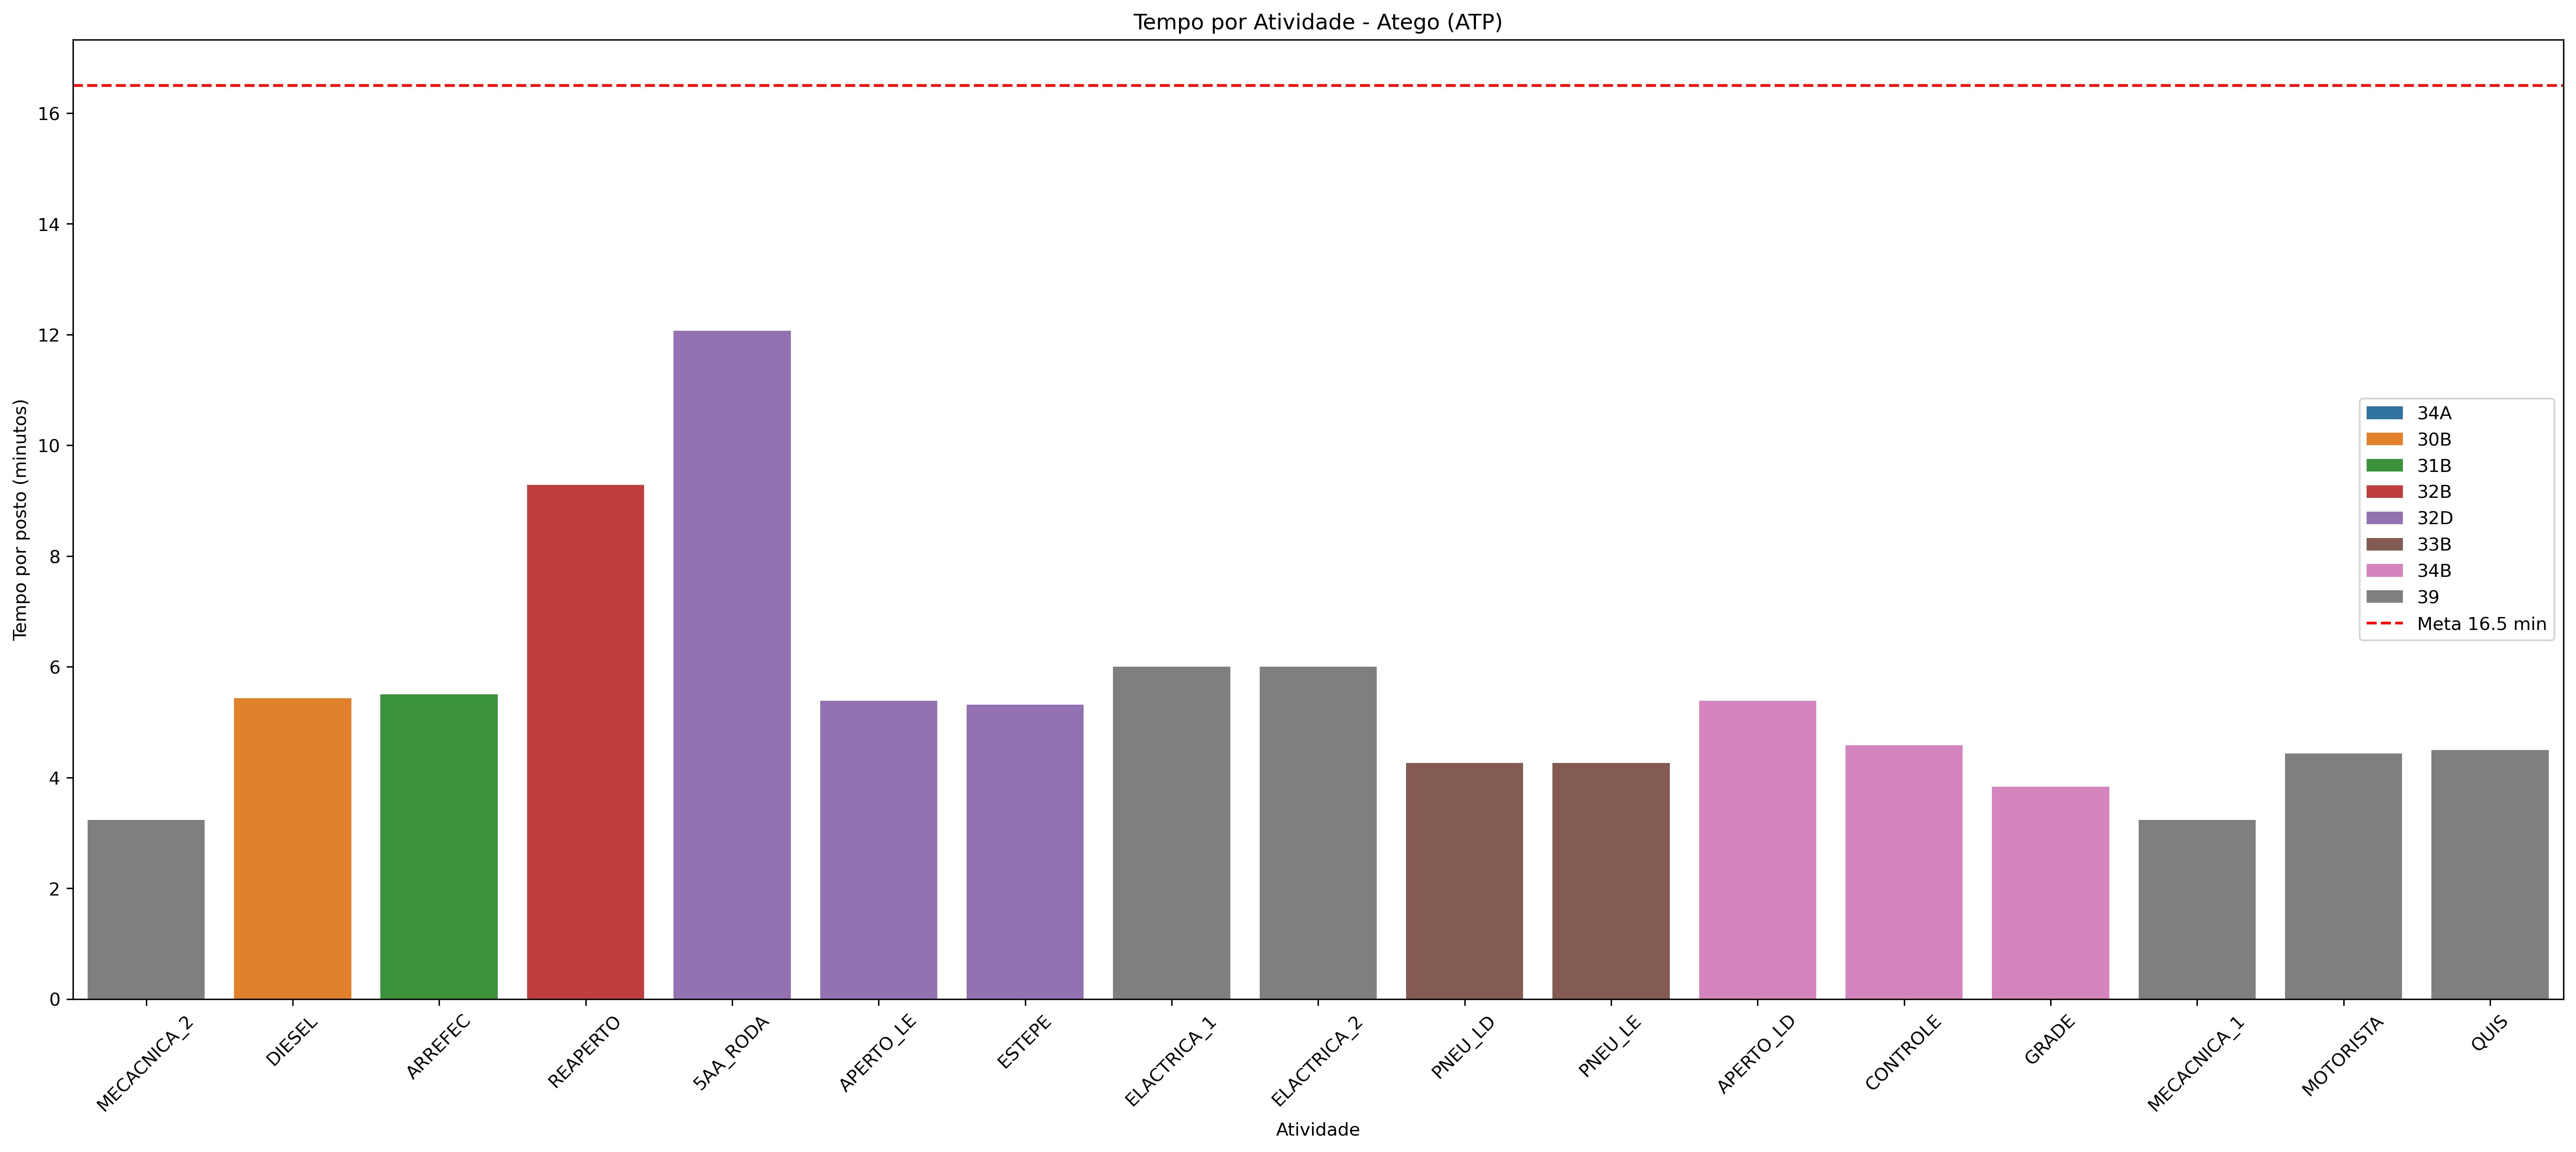 Tempo por Atividade - Atego (ATP)
Tempo por posto (minutos)
16
14
12
10
8
6
4
2
0
34A
30B
31B
32B
32D
33B
34B
39
Meta 16.5 min
MECACNICA_2
DIESEL
ARREFEC
REAPERTO
5AA_RODA
APERTO_LE
ESTEPE
ELACTRICA_1
ELACTRICA_2
PNEU_LD
PNEU_LE
APERTO_LD
CONTROLE
GRADE
MECACNICA_1
MOTORISTA
QUIS
Atividade